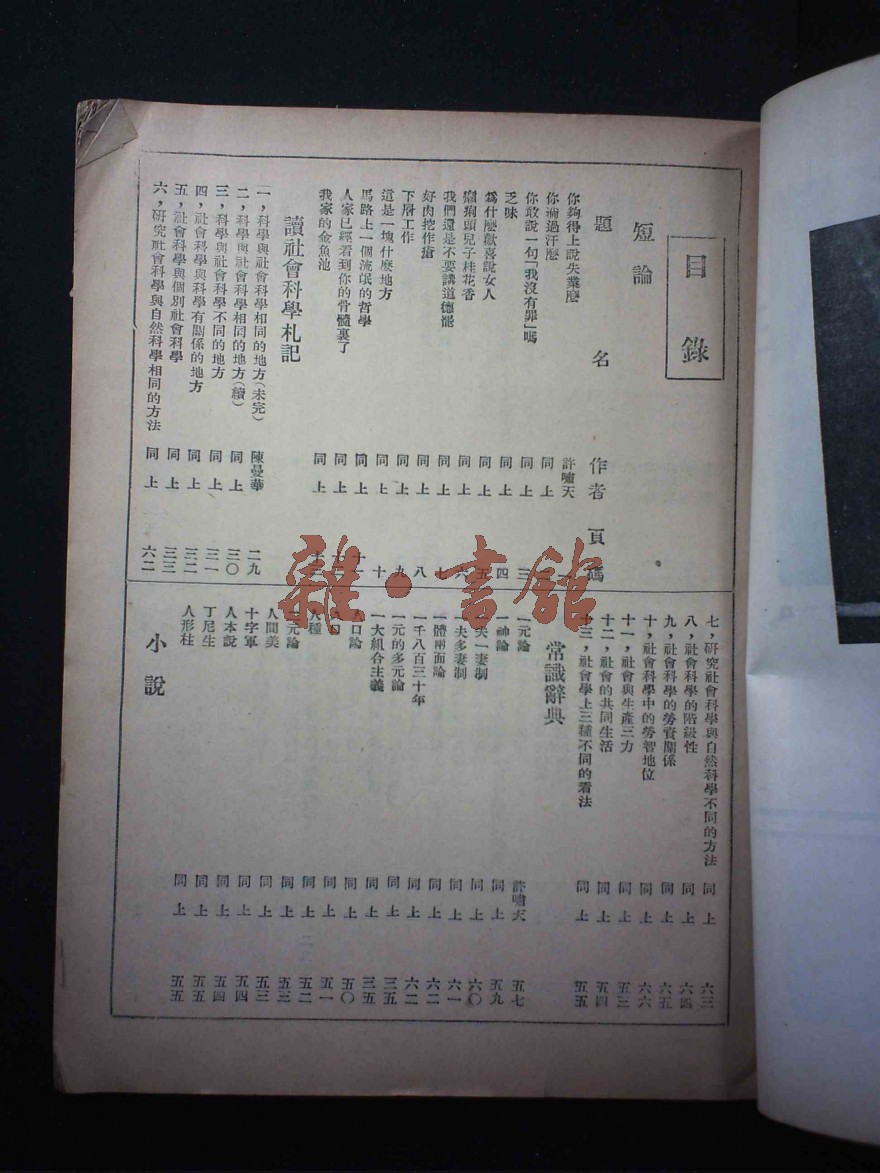 目錄
短論
題名 作者 頁碼
你夠得上說失業麼 許嘯天
你淌過汗麼 同上
你敢說一句「我沒有罪」嗎 同上 三
乏味 同上 四
為什麼歡喜說女人 同上 五
癩痢頭兒子桂花香 同上 六
我們還是不要講道德罷 同上 七
好肉挖作瘡 同上 八
下層工作 同上 九
這是一塊什麼地方 同上 十
馬路上一個流氓的哲學 同上 十一
人家已經看到你的骨髓裏了 同上
我家的金魚池 同上
讀社會科學札記
一，科學與社會科學相同的地方(未完) 陳曼華 二九
二，科學與社會科學相同的地方(續) 同上 三〇
三，科學與社會科學不同的地方 同上 三一
四，社會科學與科學有關係的地方 同上 三二
五，社會科學與個別社會科學 同上 三三
六，研究社會科學與自然科學相同的方法 同上 六二
七，研究社會科學與自然科學不同的方法 同上 六三
八，社會科學的階級性 同上 六四
九，社會科學的勞資關係 同上 六五
十，社會科學中的勞智地位 同上 六六
十一，社會與生產三力 同上 五三
十二，社會的共同生活 同上 五四
十三，社會學上三種不同的看法 同上 五五
常識辭典
一元論 許嘯天 五七
一神論 同上 五九
一夫一妻制 同上 六〇
一夫多妻制 同上 六一
一體兩面論 同上 六二
一千八百三十年 同上 六二
一元的多元論 同上 三五
一大組合主義 同上 三五
人口論 同上 五〇
人口 同上 五一
人種 同上 五二
二元論 同上 五三
人間美 同上 五三
十字軍 同上 五四
人本說 同上 五四
丁尼生 同上 五五
人形柱 同上 五五
小說
雜·書館